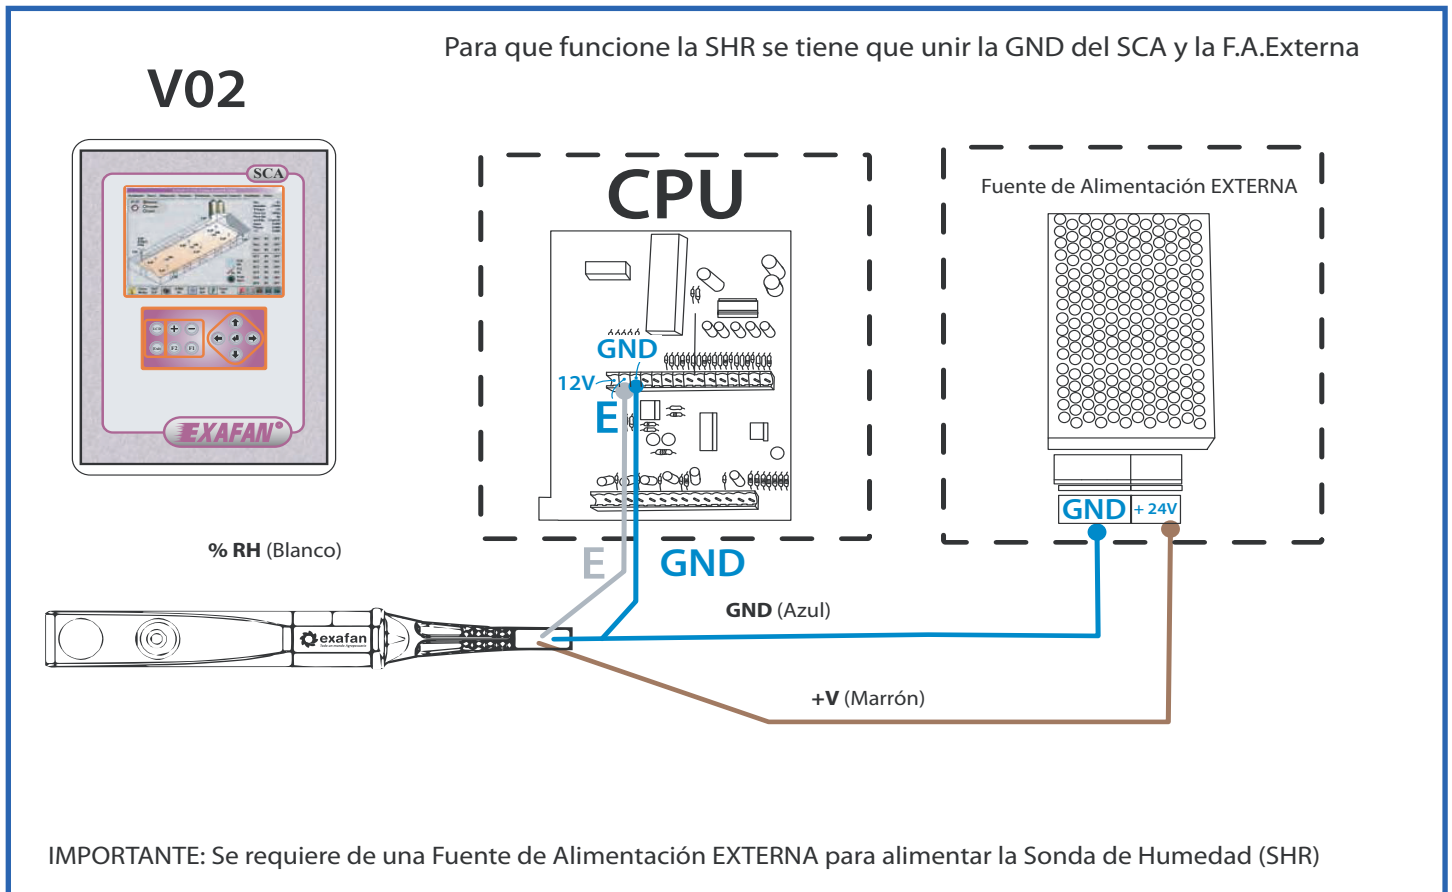 Para que funcione la SHR se tiene que unir la GND del SCA y la F.A.Externa
V02
SCA
F2
F1
EXAFAN
CPU
GND
12V
E
Fuente de Alimentación EXTERNA
GND
+ 24V
% RH (Blanco)
E
GND
GND (Azul)
exafan
+V (Marrón)
IMPORTANTE: Se requiere de una Fuente de Alimentación EXTERNA para alimentar la Sonda de Humedad (SHR)